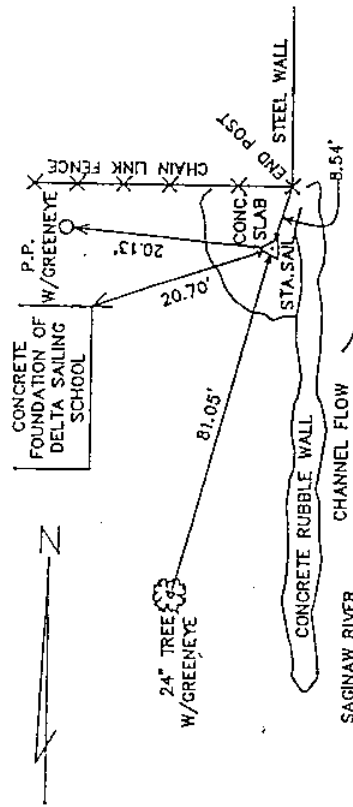 N
CONCRETE
FOUNDATION OF
DELTA SAILING
SCHOOL
P.P.
W/GREENEYE
CHAIN LINK FENCE
20.13'
20.70'
CONC.
SLAB
END POST
STEEL WALL
24" TREE
W/GREENEYE
81.05'
STA. SAIL
8.54'
CONCRETE RUBBLE WALL
CHANNEL FLOW
SAGINAW RIVER